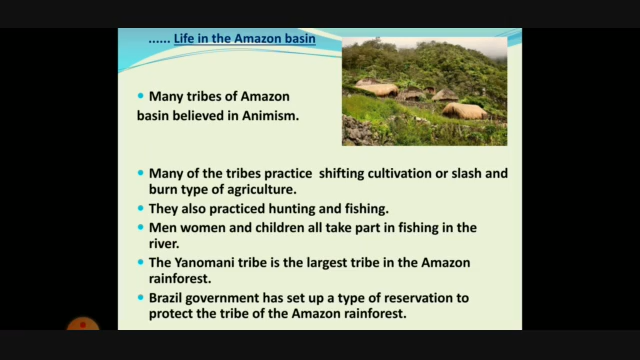 ...... Life in the Amazon basin
• Many tribes of Amazon
basin believed in Animism.
• Many of the tribes practice shifting cultivation or slash and
burn type of agriculture.
• They also practiced hunting and fishing.
• Men women and children all take part in fishing in the
river.
• The Yanomani tribe is the largest tribe in the Amazon
rainforest.
• Brazil government has set up a type of reservation to
protect the tribe of the Amazon rainforest.